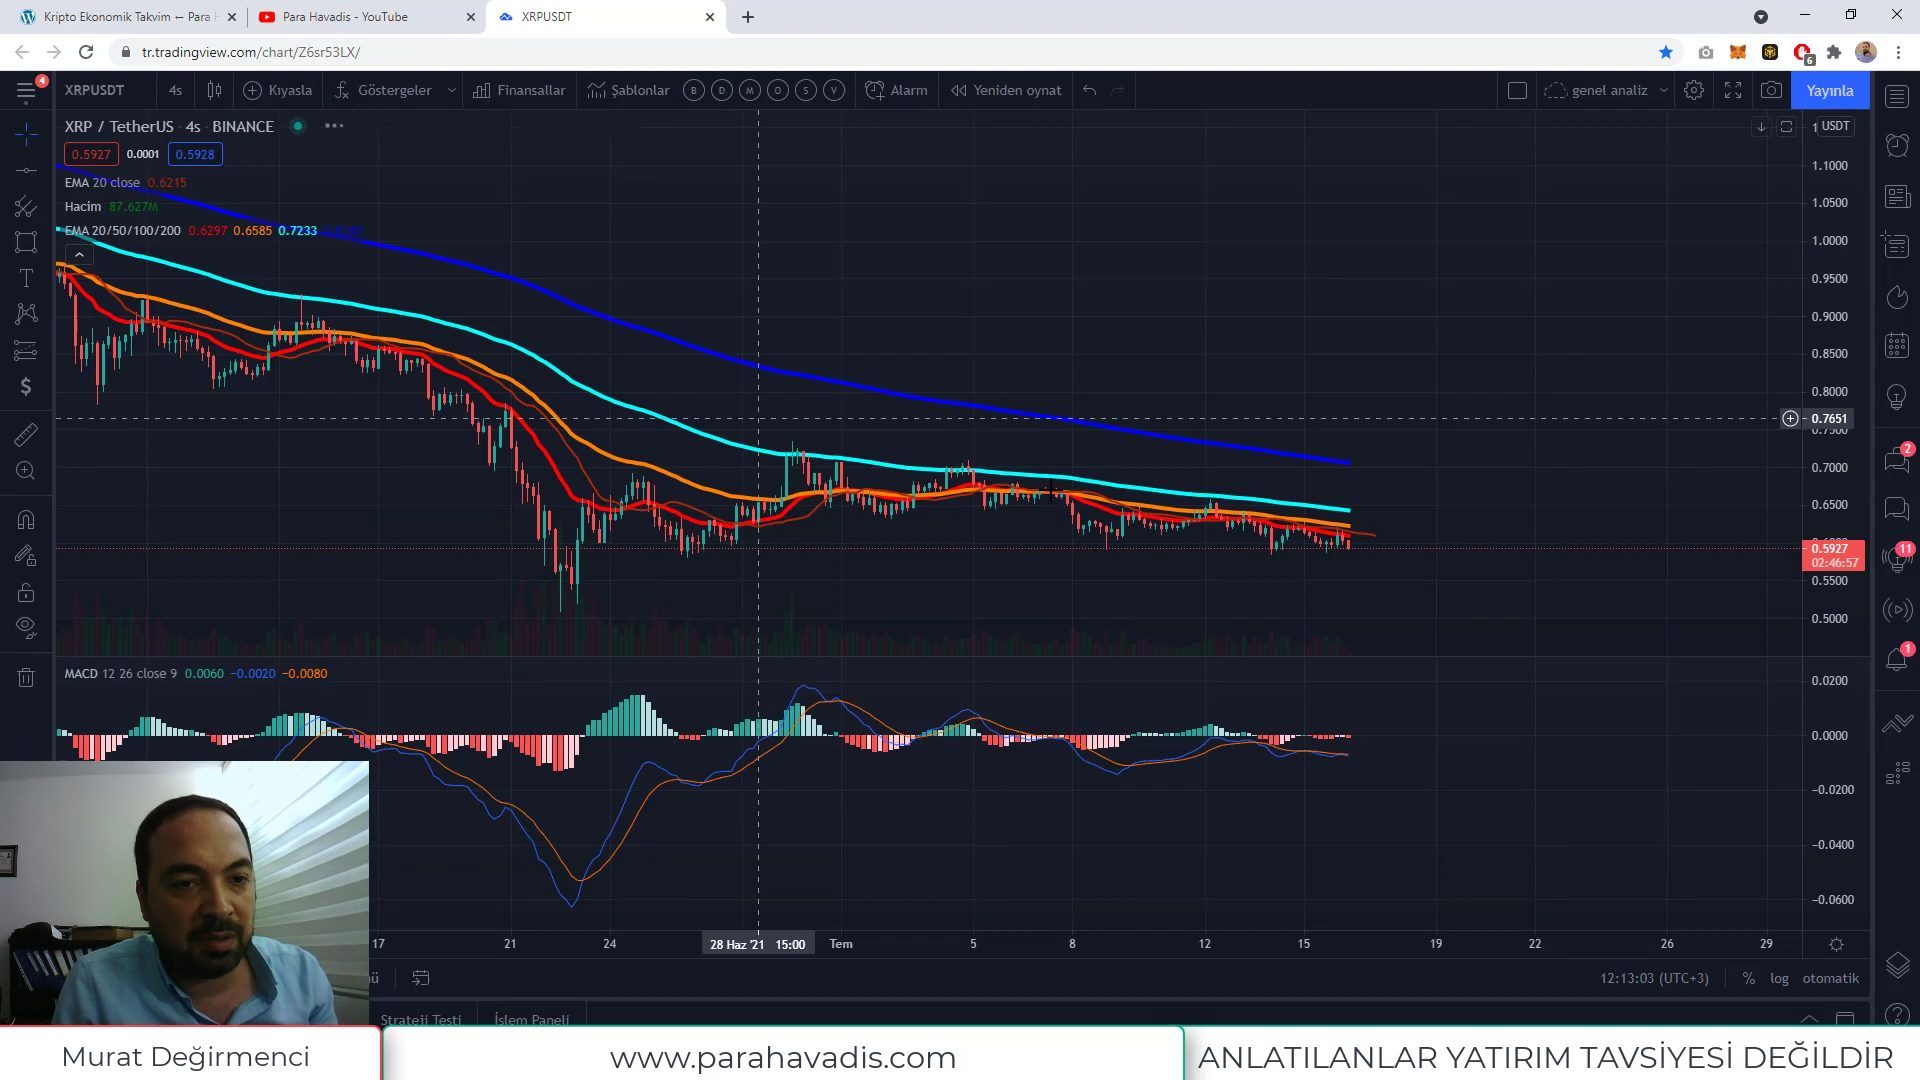 Kripto Ekonomik Takvim ← Para
Para Havadis - YouTube
XRPUSDT
tr.tradingview.com/chart/Z6sr53LX/
6
4
XRPUSDT
4s
Kıyasla
Göstergeler
Finansallar
Şablonlar
B
D
M
O
S
V
Alarm
Yeniden oynat
genel analiz
Yayınla
XRP / TetherUS · 4s · BINANCE
USDT
0.5927
0.0001
0.5928
EMA 20 close 0.6215
Hacim 87.627M
EMA 20/50/100/200 0.6297 0.6585 0.7233
1.1000
1.0500
1.0000
0.9500
0.9000
0.8500
0.8000
0.7651
0.7000
0.6500
0.5927
02:46:57
0.5500
0.5000
2
11
1
MACD 12 26 close 9 0.0060 −0.0020 −0.0080
0.0200
0.0000
−0.0200
−0.0400
−0.0600
17
21
24
28 Haz '21 15:00
Tem
5
8
12
15
19
22
26
29
12:13:03 (UTC+3)
%
log
otomatik
Strateji Testi
İşlem Paneli
Murat Değirmenci
www.parahavadis.com
ANLATILANLAR YATIRIM TAVSİYESİ DEĞİLDİR